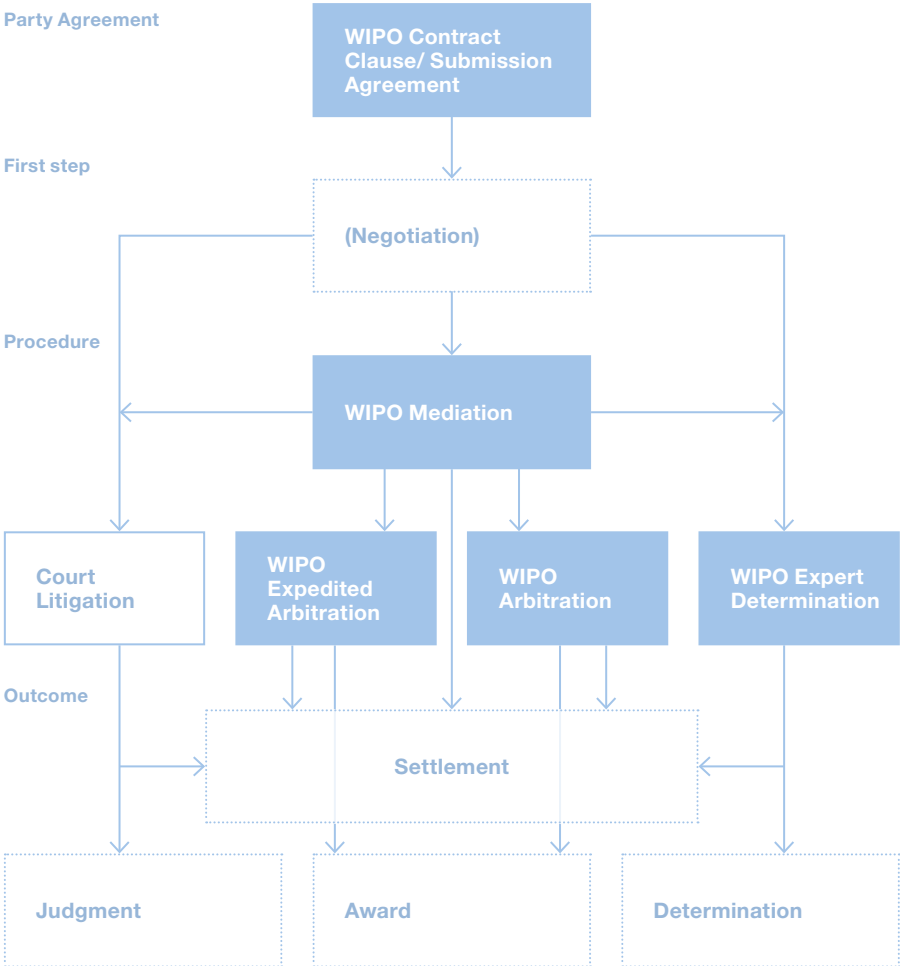 Party Agreement
WIPO Contract
Clause/ Submission
Agreement
First step
(Negotiation)
Procedure
WIPO Mediation
Court
Litigation
WIPO
Expedited
Arbitration
WIPO
Arbitration
WIPO Expert
Determination
Outcome
Settlement
Judgment
Award
Determination